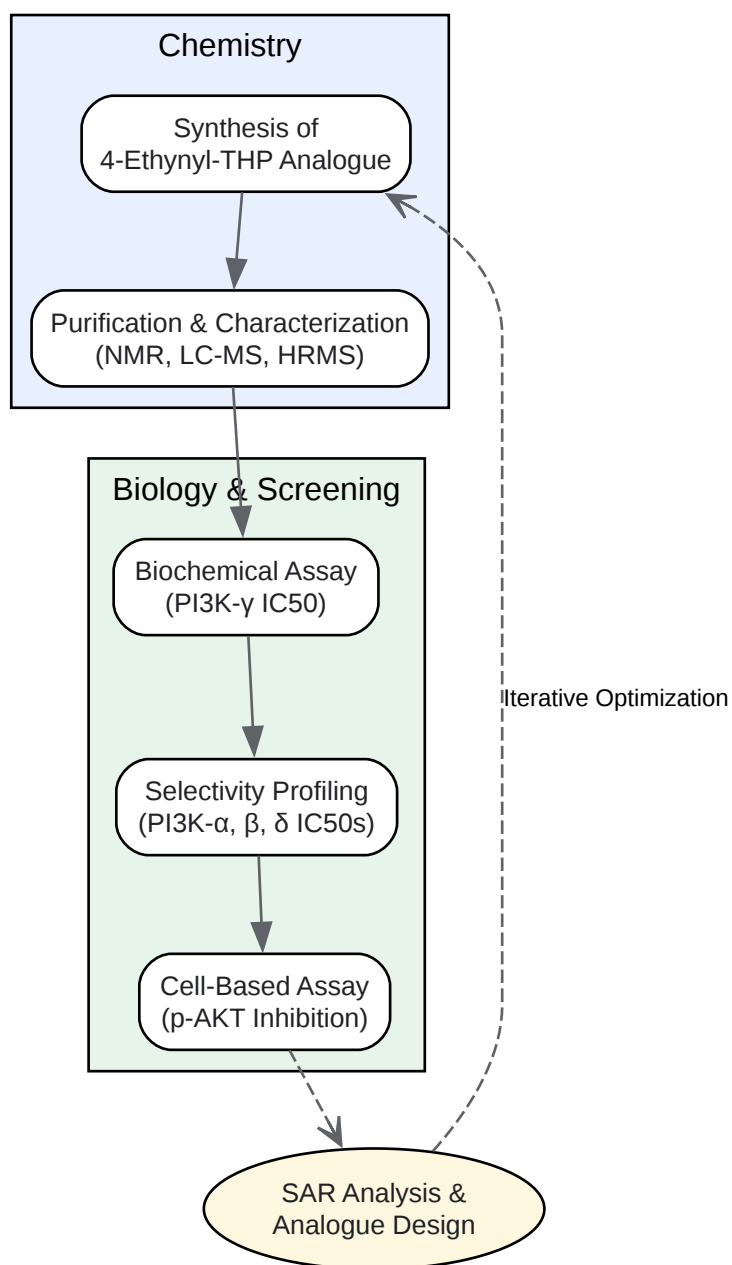 Chemistry
Synthesis of
4-Ethynyl-THP Analogue
Purification & Characterization
(NMR, LC-MS, HRMS)
Biology & Screening
Biochemical Assay
(PI3K-γ IC50)
Iterative Optimization
Selectivity Profiling
(PI3K-α, β, δ IC50s)
Cell-Based Assay
(p-AKT Inhibition)
SAR Analysis &
Analogue Design